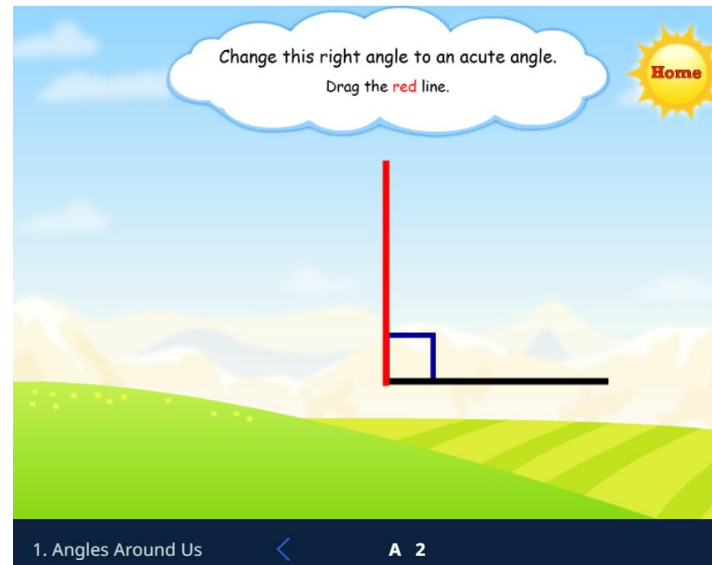 Change this right angle to an acute angle.
Drag the red line.
Home
1. Angles Around Us
A 2